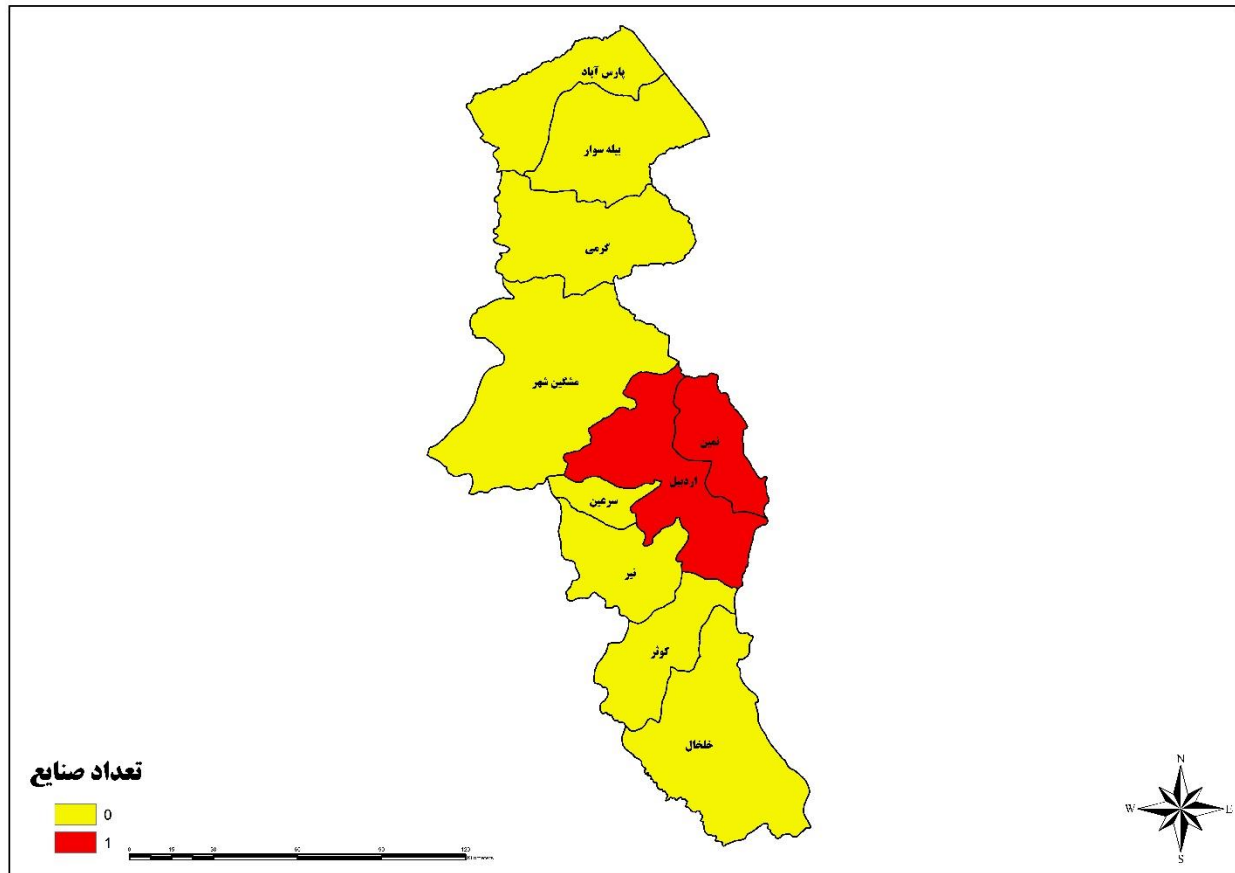 پارس آباد
بیله سوار
گرمی
مشگین شهر
نمین
اردبیل
سرعین
نیر
کوثر
خلخال
تعداد صنایع
0
1
0 15 30 60 90 120
Kilometers
N
W E
S